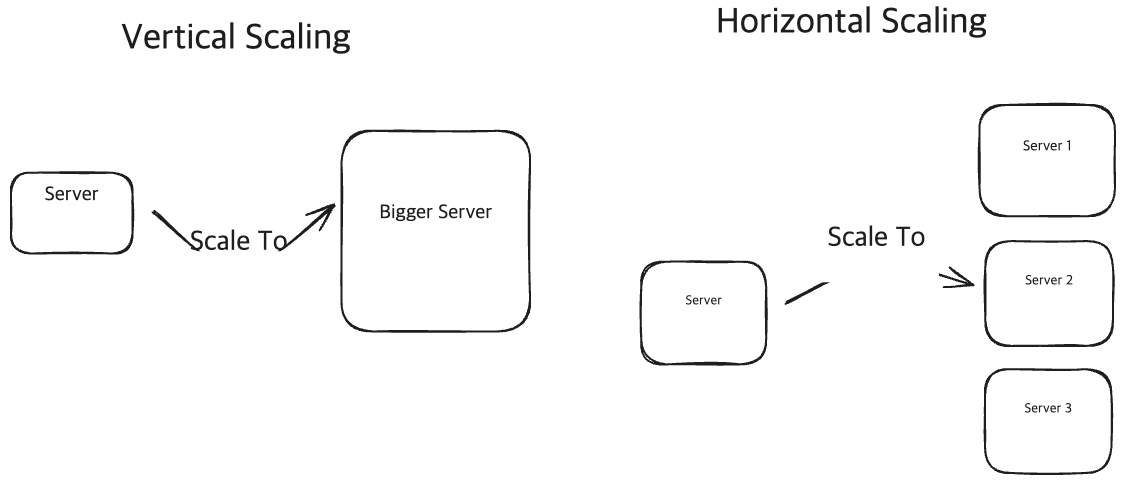 Vertical Scaling
Server
Scale To
Bigger Server
Horizontal Scaling
Server
Scale To
Server 1
Server 2
Server 3